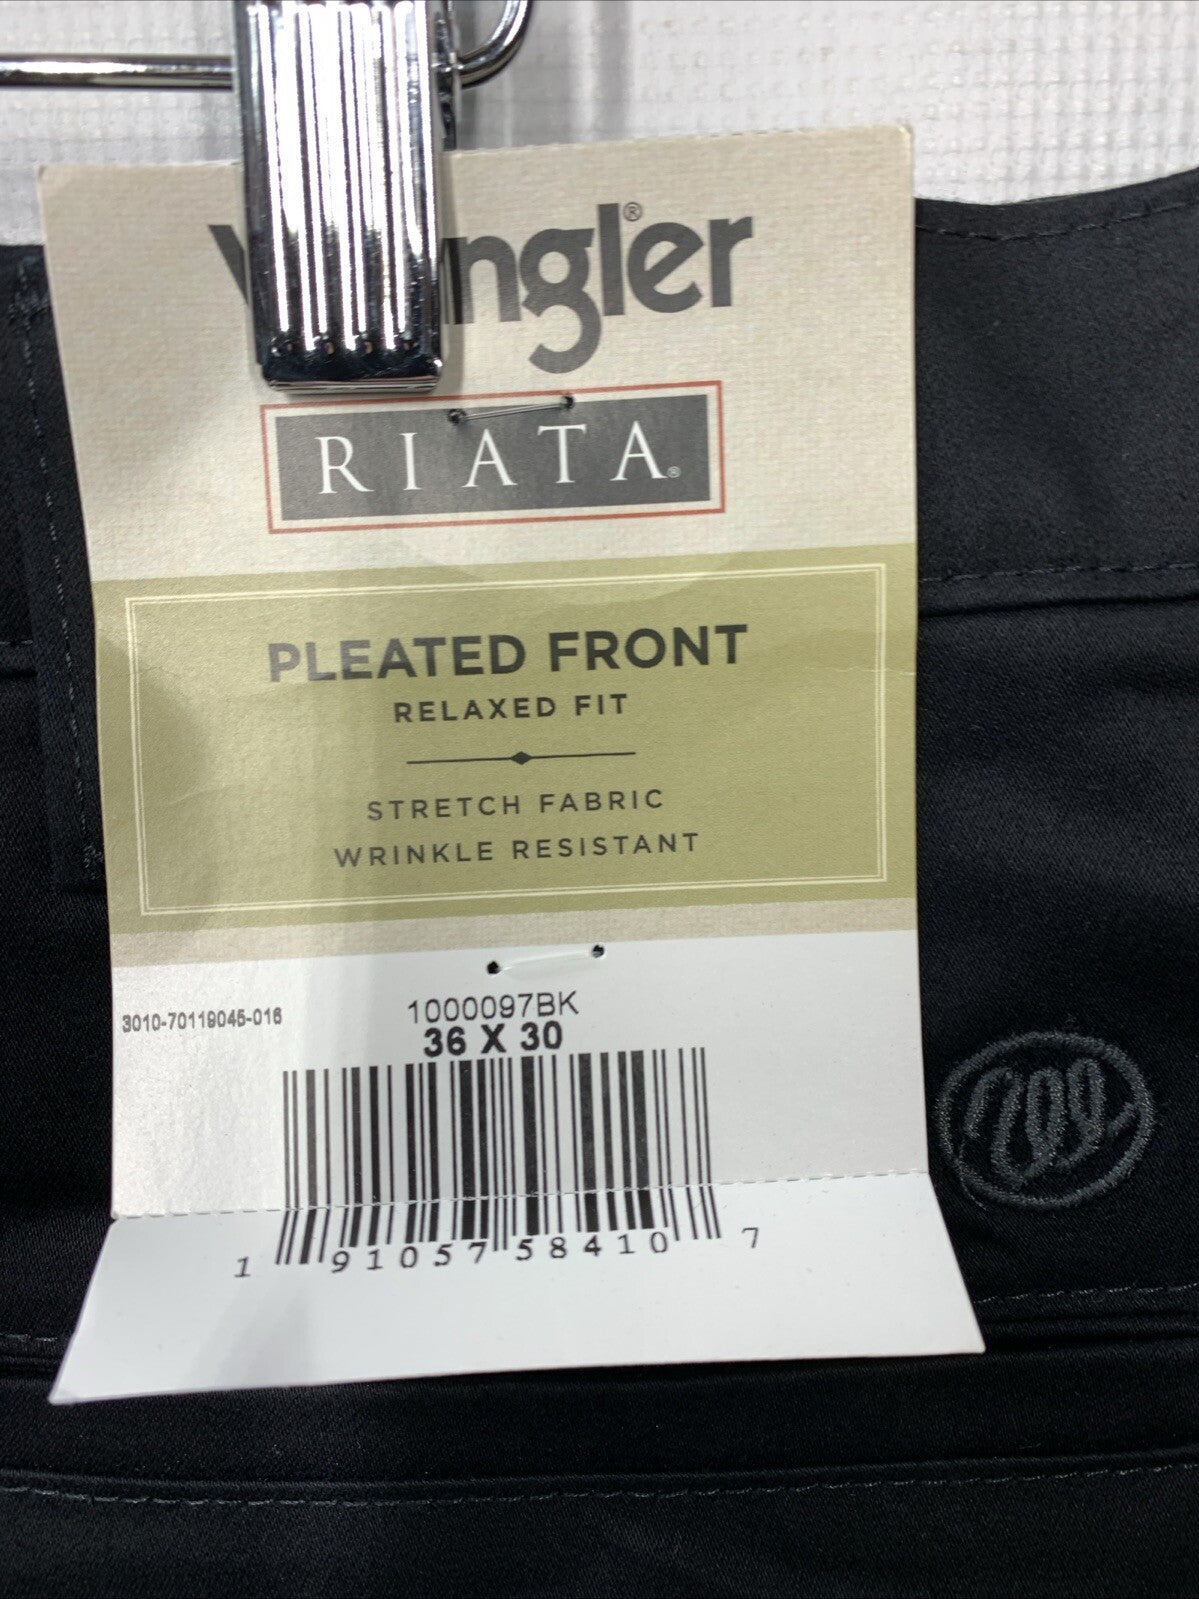 RIATA®
PLEATED FRONT
RELAXED FIT
STRETCH FABRIC
WRINKLE RESISTANT
3010-70119045-016
1000097BK
36 X 30
1 91057 58410 7